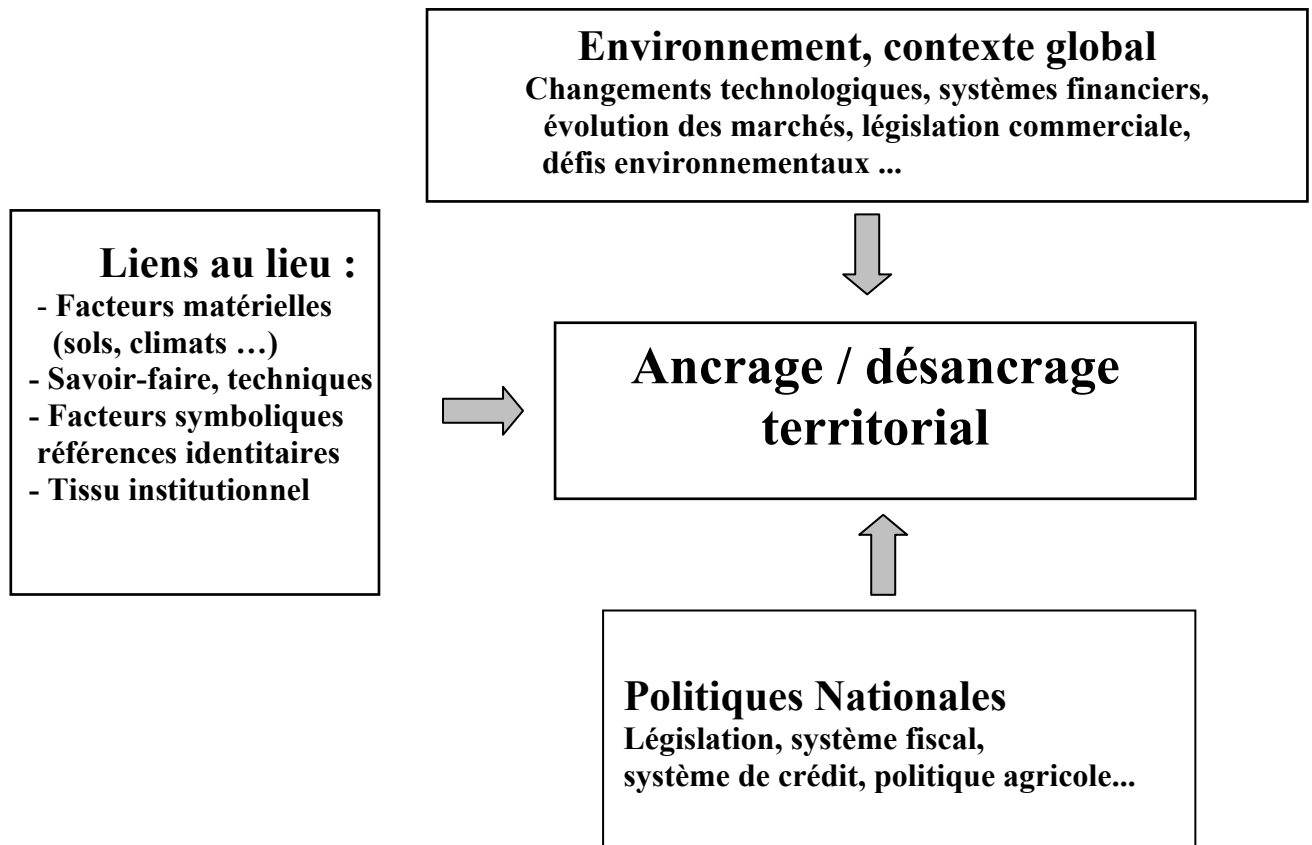 Environnement, contexte global
Changements technologiques, systèmes financiers,
évolution des marchés, législation commerciale,
défis environnementaux ...
Liens au lieu :
- Facteurs matérielles
(sols, climats …)
- Savoir-faire, techniques
- Facteurs symboliques
références identitaires
- Tissu institutionnel
Ancrage / désancrage
territorial
Politiques Nationales
Législation, système fiscal,
système de crédit, politique agricole...